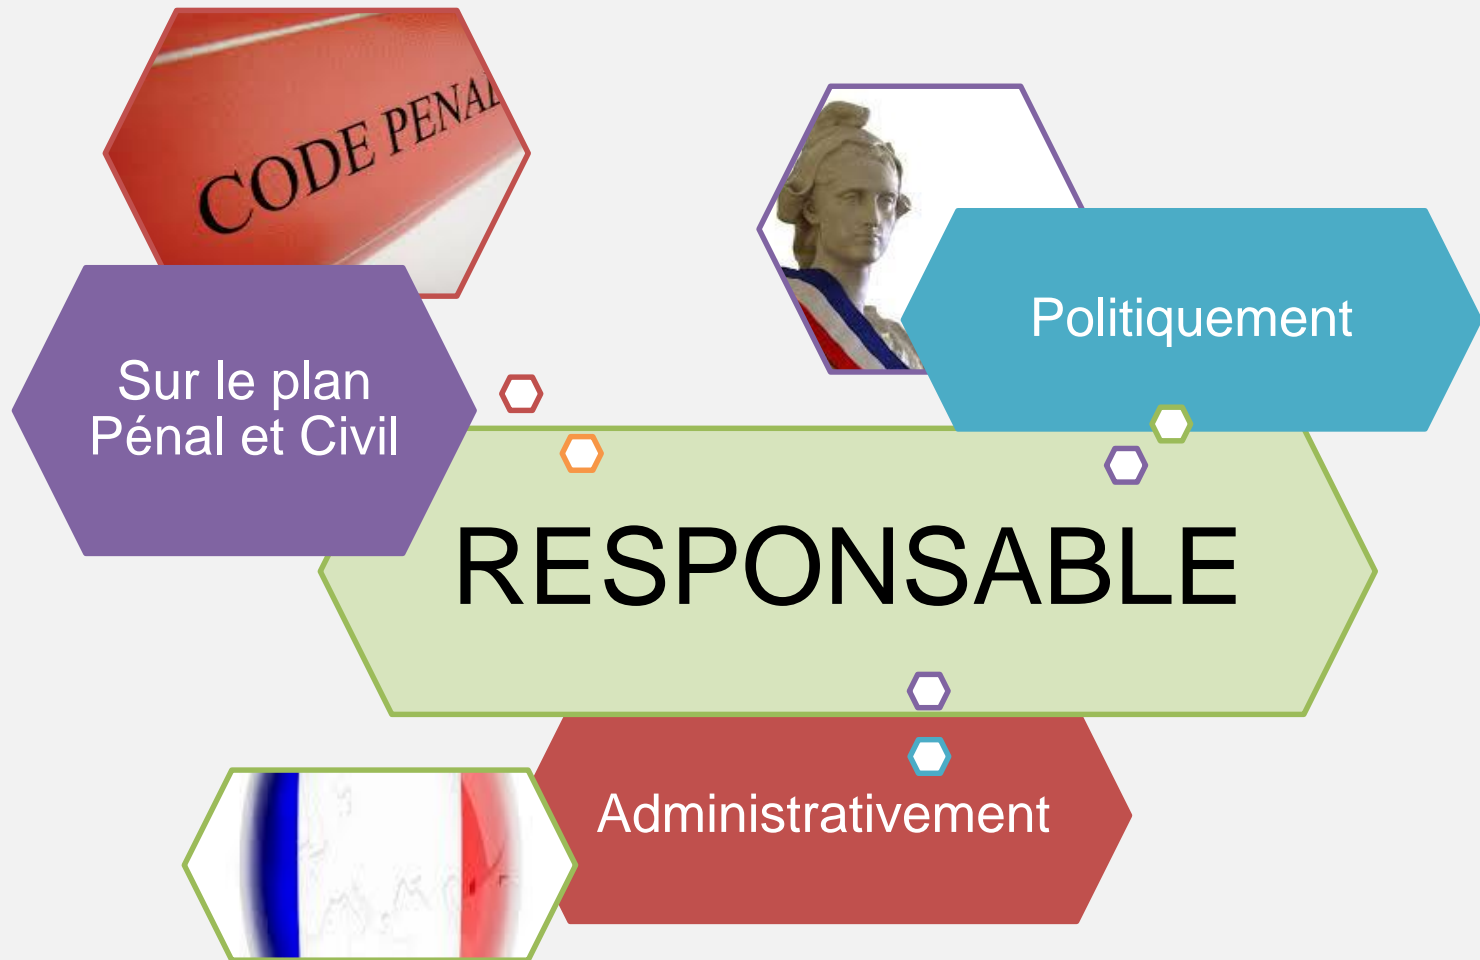 CODE PENAL
Politiquement
Sur le plan
Pénal et Civil
RESPONSABLE
Administrativement